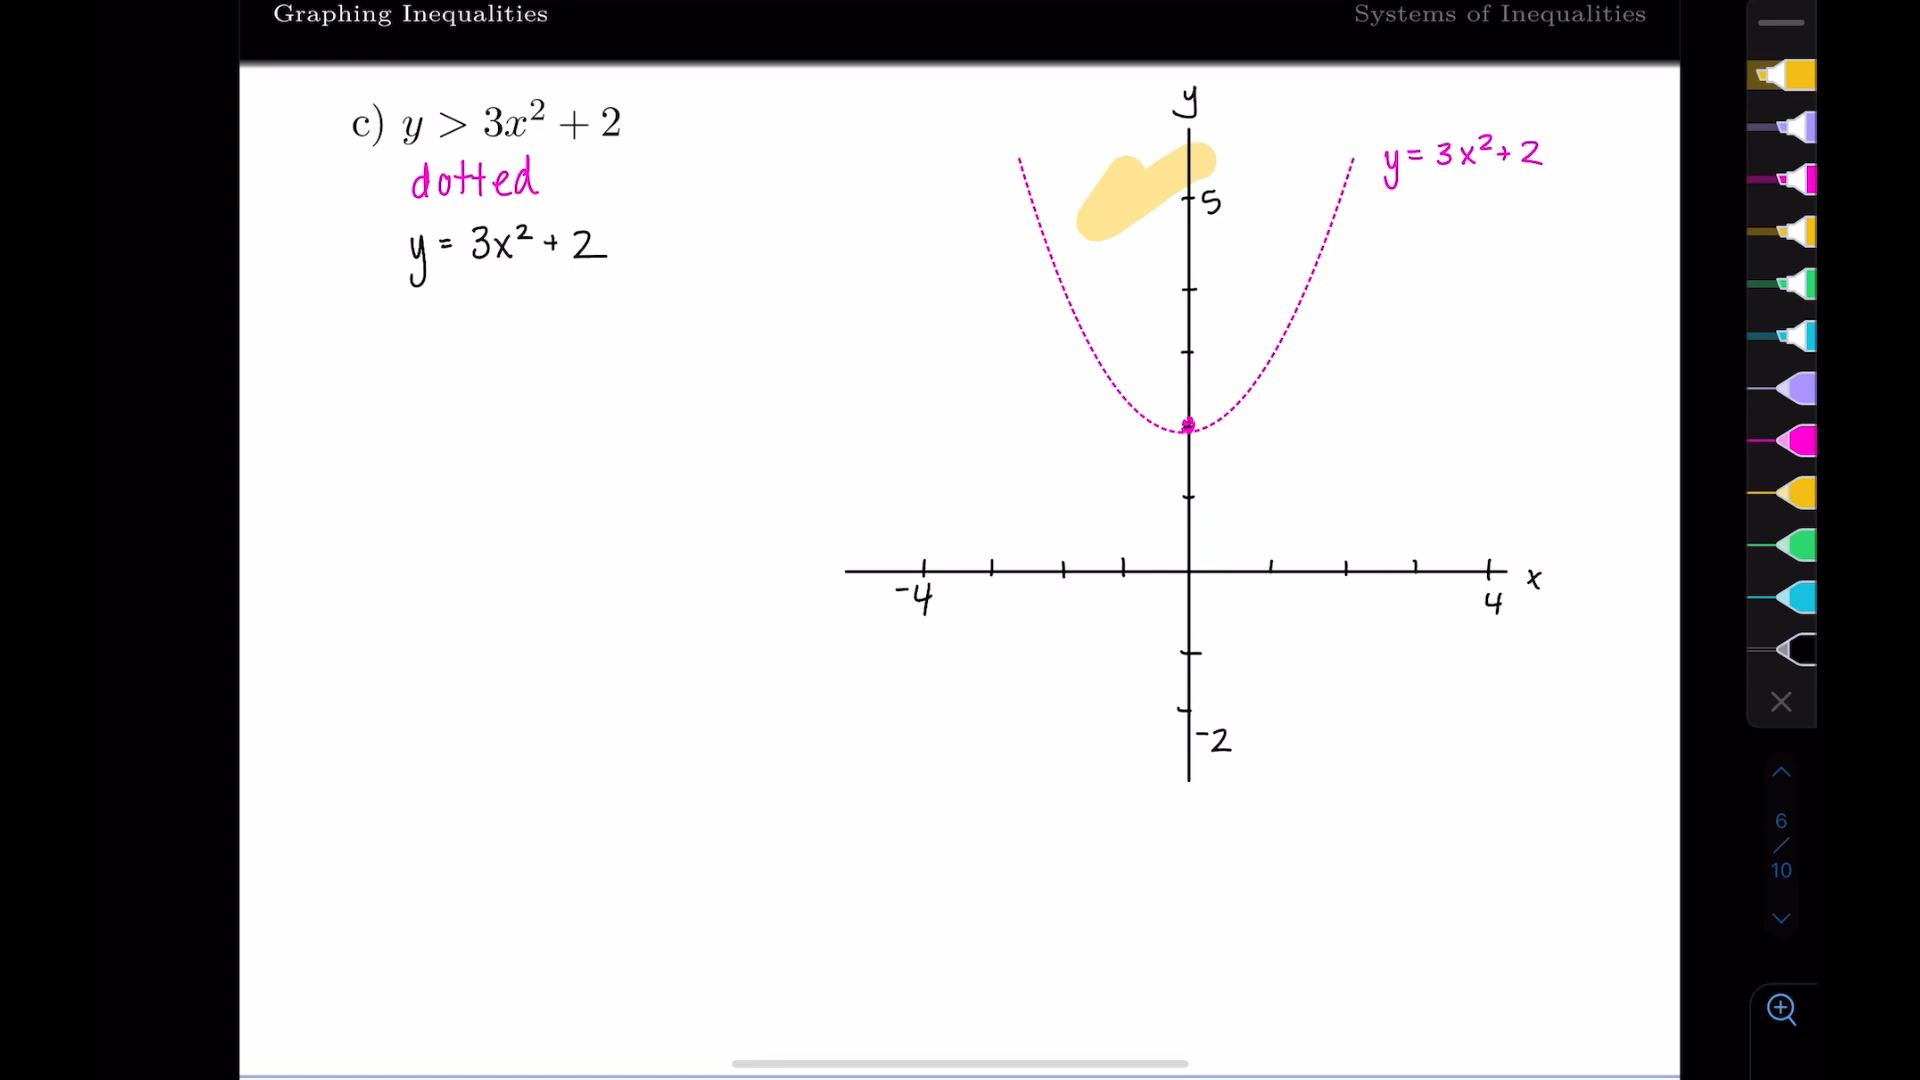 Graphing Inequalities
Systems of Inequalities
c) y > 3x² + 2
dotted
y = 3x² + 2
y
y = 3x² + 2
5
-4
4
x
-2
6
/
10